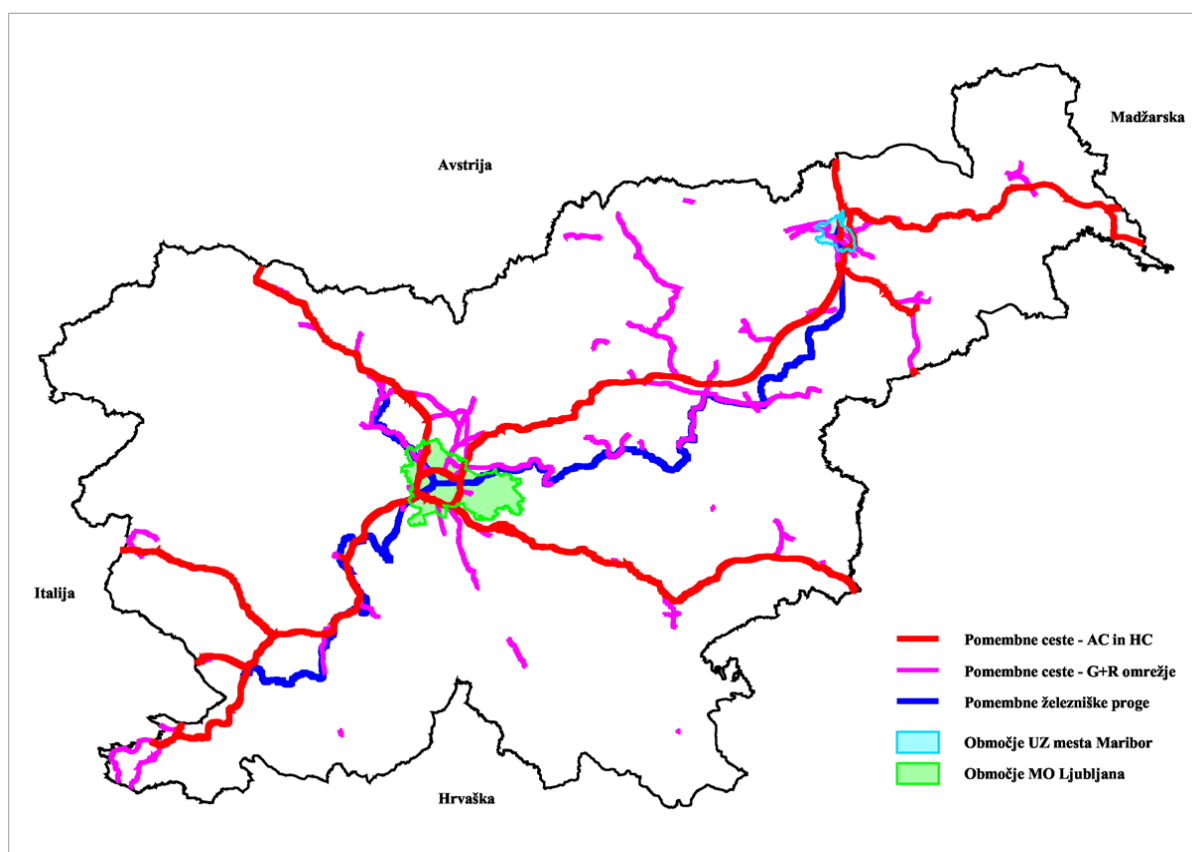 Madžarska
Avstrija
Italija
Pomembne ceste - AC in HC
Pomembne ceste - G+R omrežje
Pomembne železniške proge
Območje UZ mesta Maribor
Območje MO Ljubljana
Hrvaška